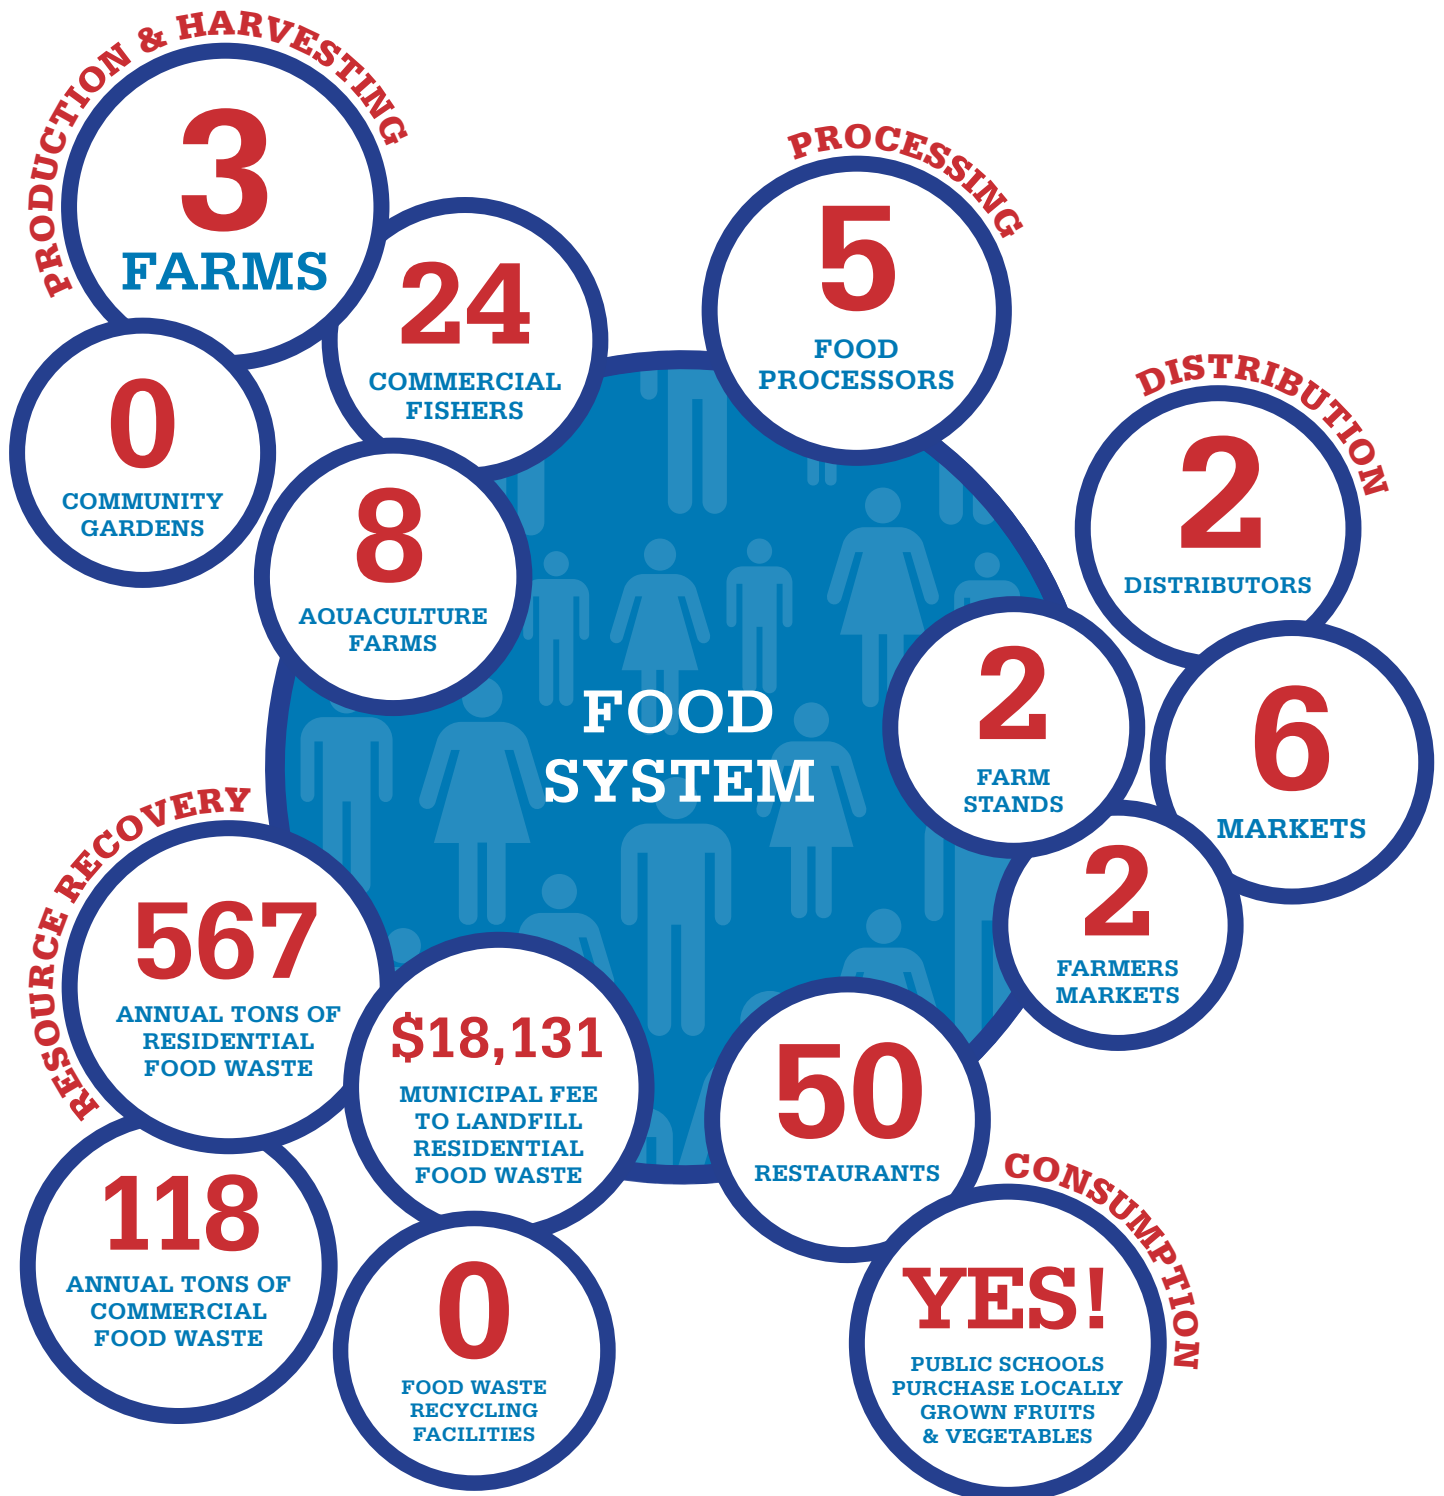 PRODUCTION & HARVESTING
3
FARMS
24
COMMERCIAL
FISHERS
0
COMMUNITY
GARDENS
8
AQUACULTURE
FARMS
PROCESSING
5
FOOD
PROCESSORS
DISTRIBUTION
2
DISTRIBUTORS
2
FARM
STANDS
6
MARKETS
2
FARMERS
MARKETS
FOOD
SYSTEM
RESOURCE RECOVERY
567
ANNUAL TONS OF
RESIDENTIAL
FOOD WASTE
$18,131
MUNICIPAL FEE
TO LANDFILL
RESIDENTIAL
FOOD WASTE
118
ANNUAL TONS OF
COMMERCIAL
FOOD WASTE
0
FOOD WASTE
RECYCLING
FACILITIES
50
RESTAURANTS
CONSUMPTION
YES!
PUBLIC SCHOOLS
PURCHASE LOCALLY
GROWN FRUITS
& VEGETABLES